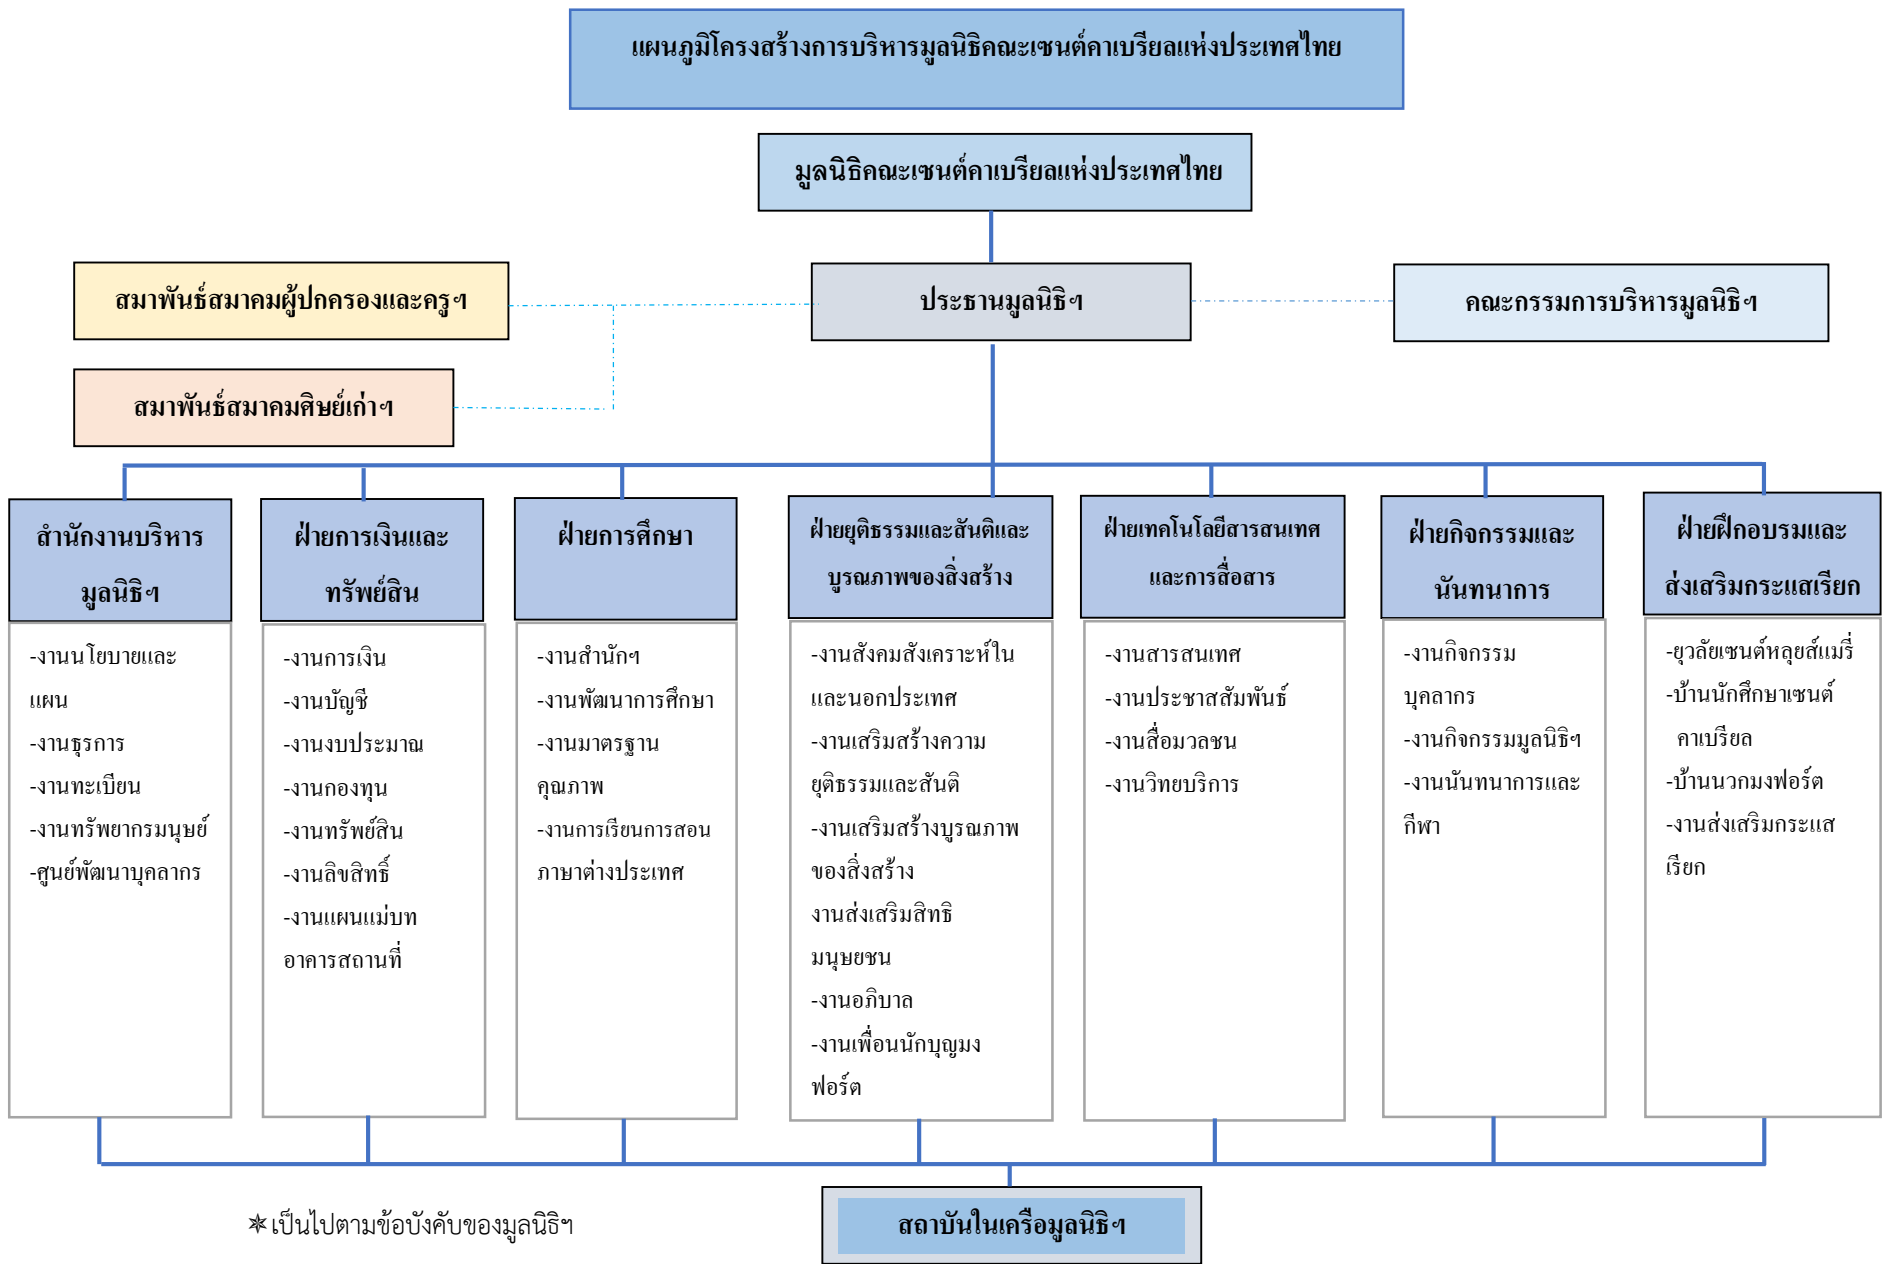 แผนภูมิโครงสร้างการบริหารมูลนิธิคณะเซนต์คาเบรียลแห่งประเทศไทย
มูลนิธิคณะเซนต์คาเบรียลแห่งประเทศไทย
สมาพันธ์สมาคมผู้ปกครองและครูฯ
ประธานมูลนิธิฯ
คณะกรรมการบริหารมูลนิธิฯ
สมาพันธ์สมาคมศิษย์เก่าฯ
สำนักงานบริหาร
มูลนิธิฯ
-งานนโยบายและ
แผน
-งานธุรการ
-งานทะเบียน
-งานทรัพยากรมนุษย์
-ศูนย์พัฒนาบุคลากร
ฝ่ายการเงินและ
ทรัพย์สิน
-งานการเงิน
-งานบัญชี
-งานงบประมาณ
-งานกองทุน
-งานทรัพย์สิน
-งานลิขสิทธิ์
-งานแผนแม่บท
อาคารสถานที่
ฝ่ายการศึกษา
-งานสำนักฯ
-งานพัฒนาการศึกษา
-งานมาตรฐาน
คุณภาพ
-งานการเรียนการสอน
ภาษาต่างประเทศ
ฝ่ายยุติธรรมและสันติและ
บูรณภาพของสิ่งสร้าง
-งานสังคมสังเคราะห์ใน
และนอกประเทศ
-งานเสริมสร้างความ
ยุติธรรมและสันติ
-งานเสริมสร้างบูรณภาพ
ของสิ่งสร้าง
งานส่งเสริมสิทธิ
มนุษยชน
-งานอภิบาล
-งานเพื่อนนักบุญมง
ฟอร์ต
ฝ่ายเทคโนโลยีสารสนเทศ
และการสื่อสาร
-งานสารสนเทศ
-งานประชาสสัมพันธ์
-งานสื่อมวลชน
-งานวิทยบริการ
ฝ่ายกิจกรรมและ
นันทนาการ
-งานกิจกรรม
บุคลากร
-งานกิจกรรมมูลนิธิฯ
-งานนันทนาการและ
กีฬา
ฝ่ายฝึกอบรมและ
ส่งเสริมกระแสเรียก
-ยุวลัยเซนต์หลุยส์แมรี่
-บ้านนักศึกษาเซนต์
คาเบรียล
-บ้านนวกมงฟอร์ต
-งานส่งเสริมกระแส
เรียก
✵เป็นไปตามข้อบังคับของมูลนิธิฯ
สถาบันในเครือมูลนิธิฯ